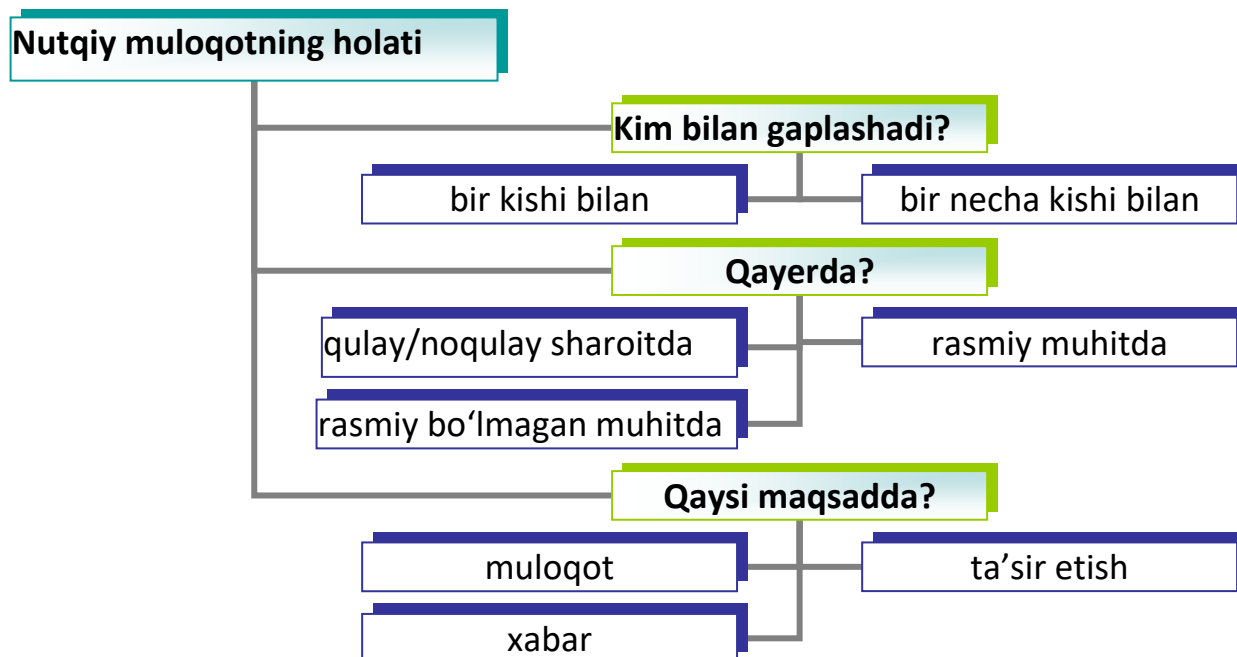 Nutqiy muloqotning holati
Kim bilan gaplashadi?
bir kishi bilan
bir necha kishi bilan
Qayerda?
qulay/noqulay sharoitda
rasmiy muhitda
rasmiy bo‘lmagan muhitda
Qaysi maqsadda?
muloqot
ta’sir etish
xabar